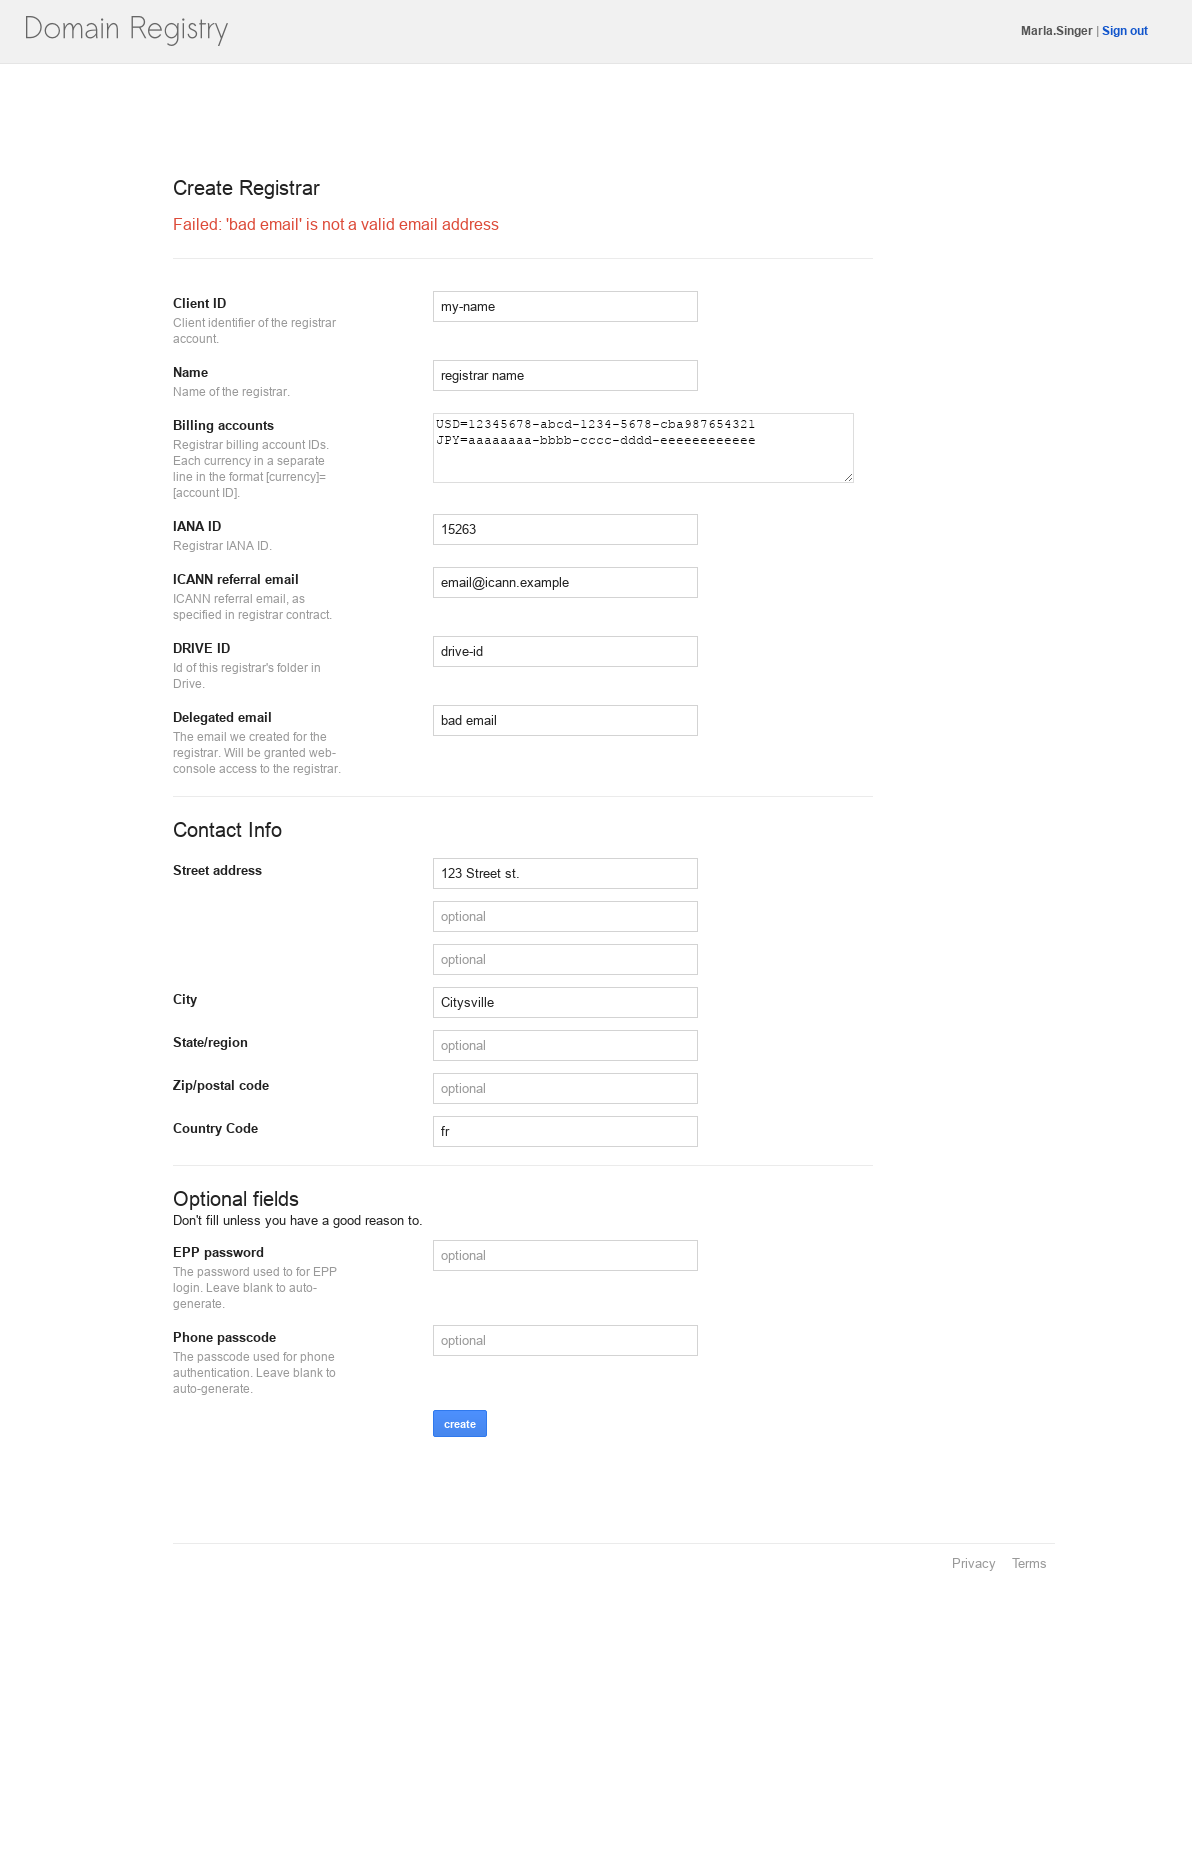 Domain Registry
Marla.Singer | Sign out
Create Registrar
Failed: 'bad email' is not a valid email address
Client ID
my-name
Client identifier of the registrar
account.
Name
registrar name
Name of the registrar.
Billing accounts
USD=12345678-abcd-1234-5678-cba987654321
JPY=aaaaaaaa-bbbb-cccc-dddd-eeeeeeeeeeee
Registrar billing account IDs.
Each currency in a separate
line in the format [currency]=
[account ID].
IANA ID
15263
Registrar IANA ID.
ICANN referral email
email@icann.example
ICANN referral email, as
specified in registrar contract.
DRIVE ID
drive-id
Id of this registrar's folder in
Drive.
Delegated email
bad email
The email we created for the
registrar. Will be granted web-
console access to the registrar.
Contact Info
Street address
123 Street st.
optional
optional
City
Citysville
State/region
optional
Zip/postal code
optional
Country Code
fr
Optional fields
Don't fill unless you have a good reason to.
EPP password
optional
The password used to for EPP
login. Leave blank to auto-
generate.
Phone passcode
optional
The passcode used for phone
authentication. Leave blank to
auto-generate.
create
Privacy Terms